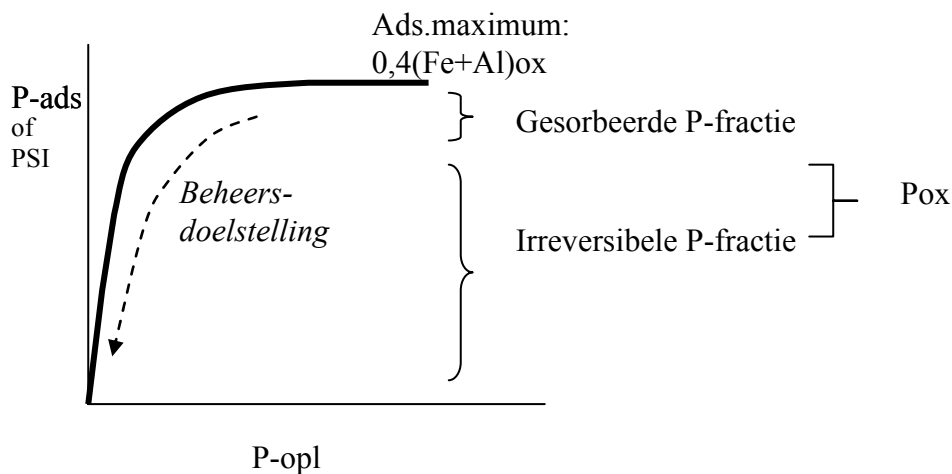 Ads.maximum:
0,4(Fe+Al)ox
P-ads
of
PSI
Gesorbeerde P-fractie
Beheers-
doelstelling
Pox
Irreversibele P-fractie
P-opl